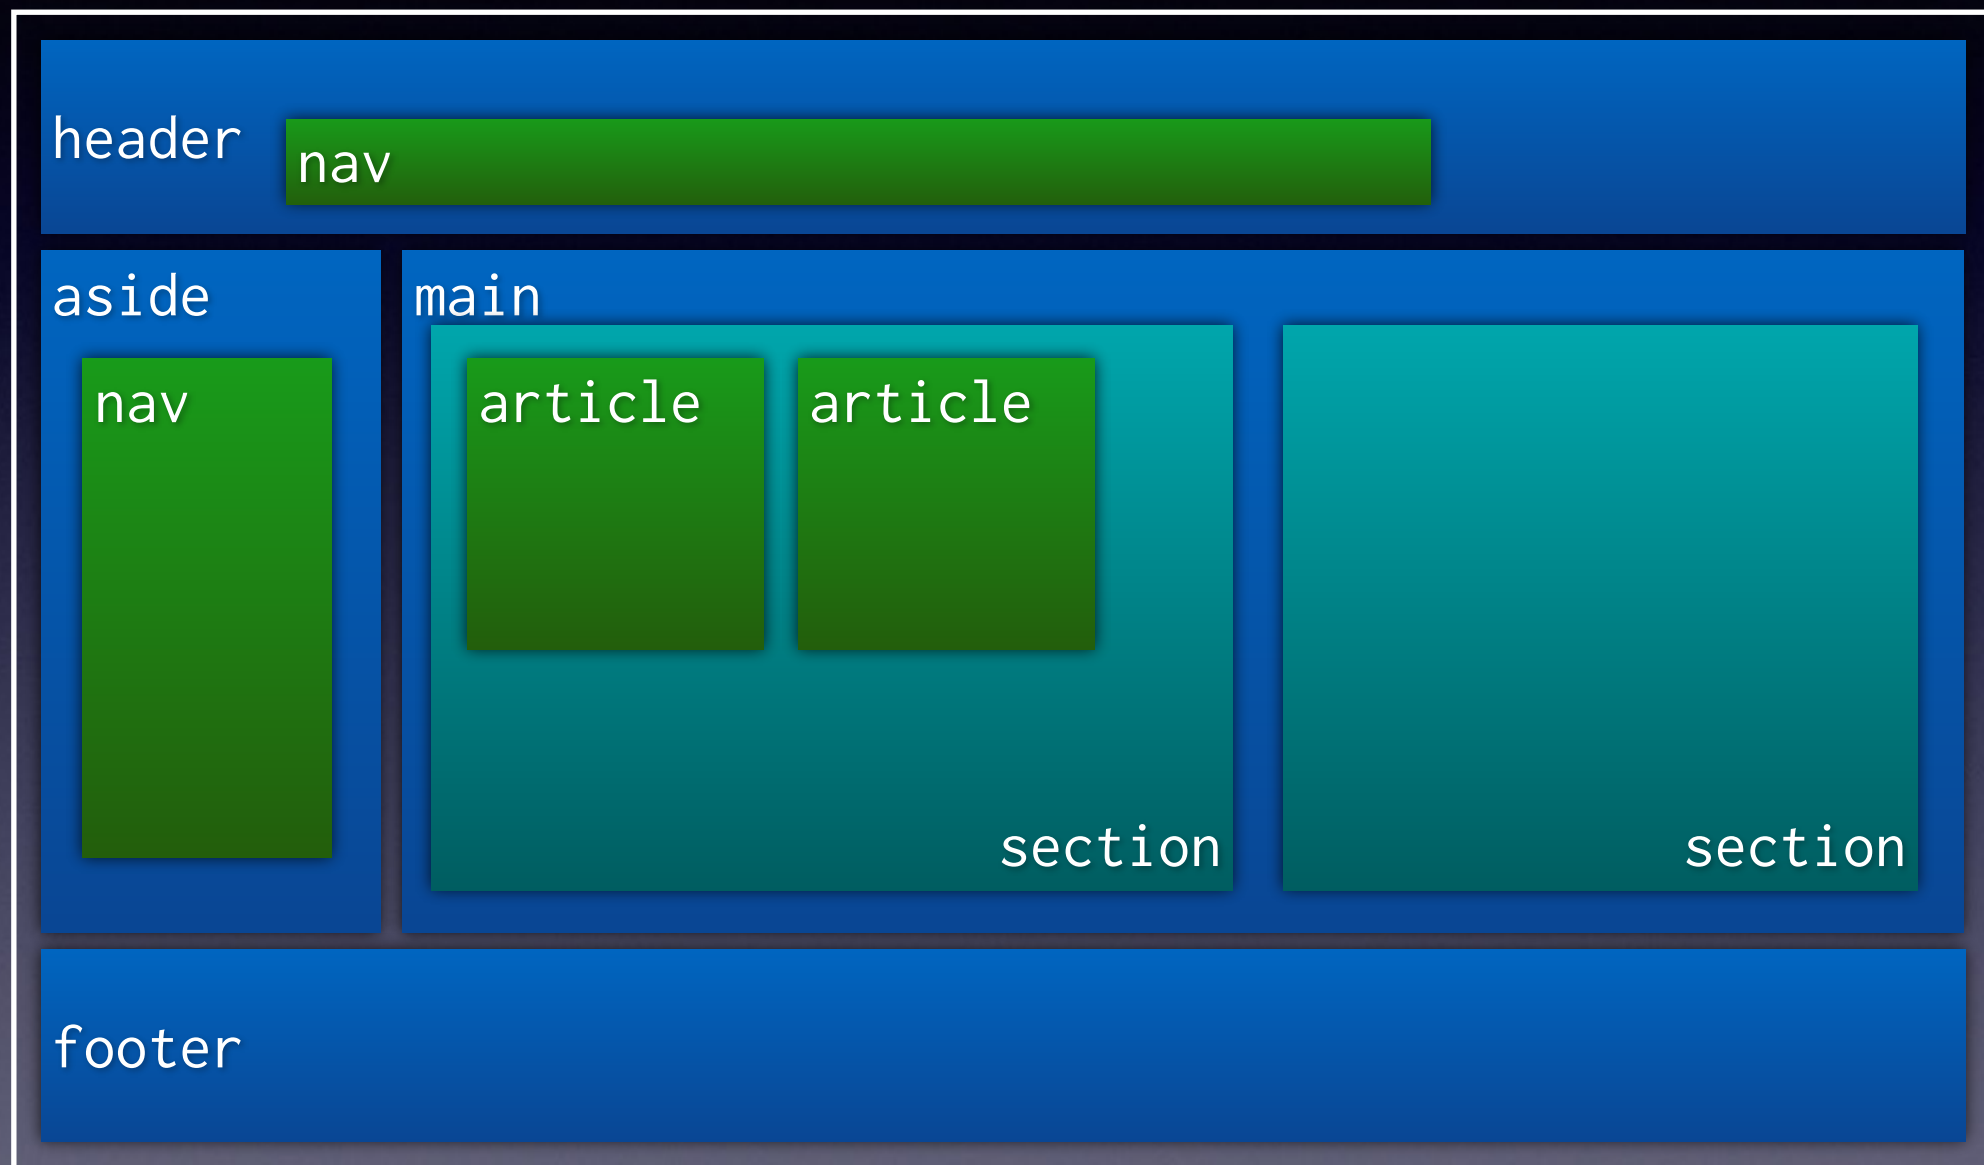 header
nav
aside
nav
main
article
article
section
section
footer